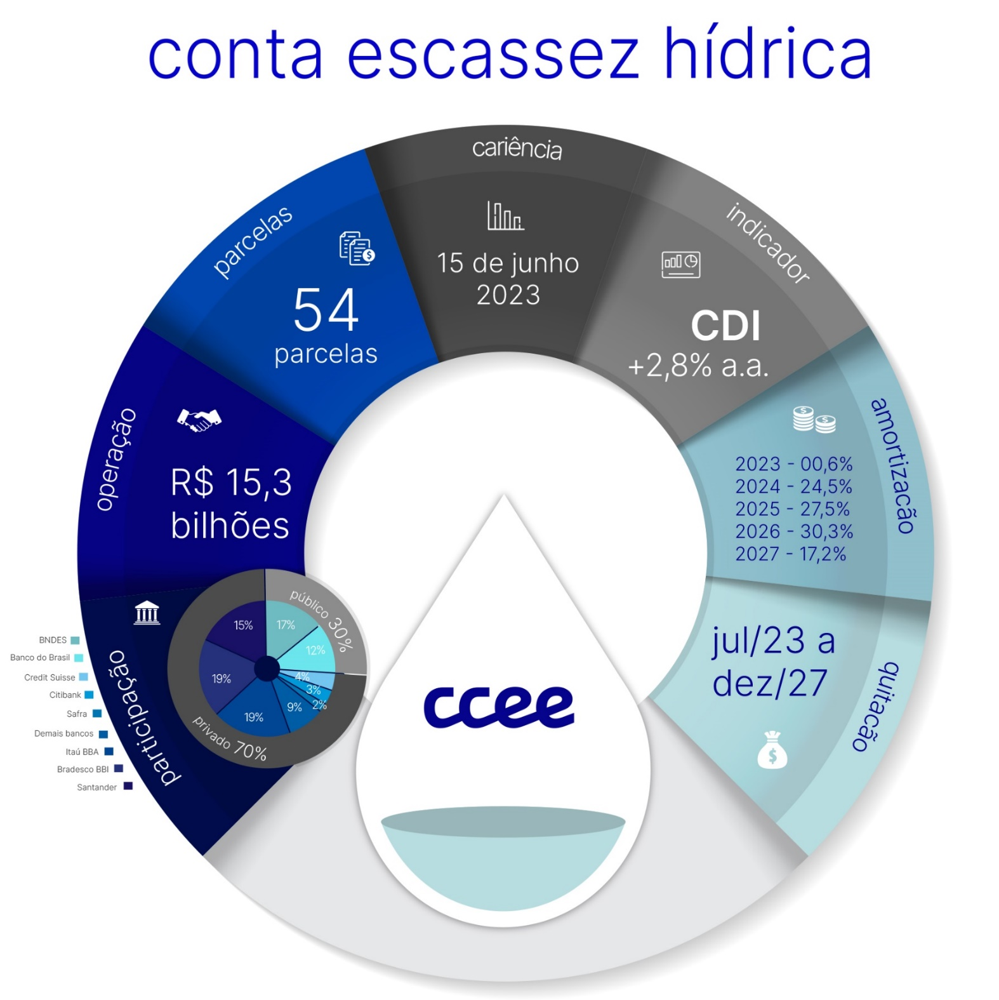 conta escassez hídrica
cariência
15 de junho
2023
indicador
CDI
+2,8% a.a.
amortizacão
2023 - 00,6%
2024 - 24,5%
2025 - 27,5%
2026 - 30,3%
2027 - 17,2%
quitacão
jul/23 a
dez/27
parcelas
54
parcelas
operação
R$ 15,3
bilhões
participação
público 30%
privado 70%
17%
12%
4%
3%
2%
9%
19%
19%
15%
BNDES
Banco do Brasil
Credit Suisse
Citibank
Safra
Demais bancos
Itaú BBA
Bradesco BBI
Santander
ccee
$
$
$
$